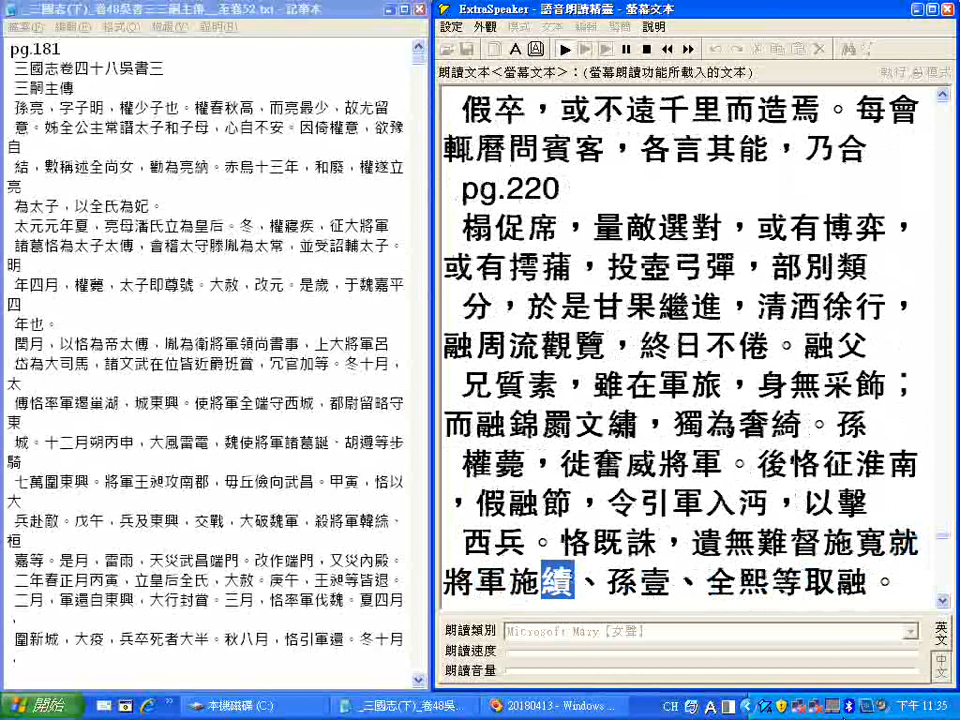 _三國志(下)_卷48吳書三三嗣主傳__至卷52.txt - 記事本
檔案(F) 編輯(E) 格式(O) 檢視(V) 說明(H)
pg.181
三國志卷四十八吳書三
三嗣主傳
孫亮，字子明，權少子也。權春秋高，而亮最少，故尤留
意。姊全公主常譖太子和子母，心自不安。因倚權意，欲豫
自
結，數稱述全尚女，勸為亮納。赤烏十三年，和廢，權遂立
亮
為太子，以全氏為妃。
太元元年夏，亮母潘氏立為皇后。冬，權寢疾，征大將軍
諸葛恪為太子太傅，會稽太守滕胤為太常，並受詔輔太子。
明
年四月，權薨，太子即尊號。大赦，改元。是歲，于魏嘉平
四
年也。
閏月，以恪為帝太傅，胤為衛將軍領尚書事，上大將軍呂
岱為大司馬，諸文武在位皆近爵班賞，冗官加等。冬十月，
太
傅恪率軍遏巢湖，城東興。使將軍全端守西城，都尉留略守
東
城。十二月朔丙申，大風雷電，魏使將軍諸葛誕、胡遵等步
騎
七萬圍東興。將軍王昶攻南郡，毋丘儉向武昌。甲寅，恪以
大
兵赴敵。戊午，兵及東興，交戰，大破魏軍，殺將軍韓綜、
桓
嘉等。是月，雷雨，天災武昌端門。改作端門，又災內殿。
二年春正月丙寅，立皇后全氏，大赦。庚午，王昶等皆退。
二月，軍還自東興，大行封賞。三月，恪率軍伐魏。夏四月
，
圍新城，大疫，兵卒死者大半。秋八月，恪引軍還。冬十月
，
ExtraSpeaker - 語音朗讀精靈 - 螢幕文本
設定 外觀 模式 文本 編輯 說明
朗讀文本<螢幕文本>：(螢幕朗讀功能所載入的文本)
假卒，或不遠千里而造焉。每會
輒曆問賓客，各言其能，乃合
pg.220
榻促席，量敵選對，或有博弈，
或有摴蒱，投壺弓彈，部別類
分，於是甘果繼進，清酒徐行，
融周流觀覽，終日不倦。融父
兄質素，雖在軍旅，身無采飾；
而融錦罽文繡，獨為奢綺。孫
權薨，徙奮威將軍。後恪征淮南
，假融節，令引軍入沔，以擊
西兵。恪既誅，遺無難督施寬就
將軍施績、孫壹、全熙等取融。
朗讀類別 Microsoft Mary【女聲】
朗讀速度
朗讀音量
英文
中文
開始
本機磁碟 (C:)
_三國志(下)_卷48吳...
20180413 - Windows ...
CH
下午 11:35